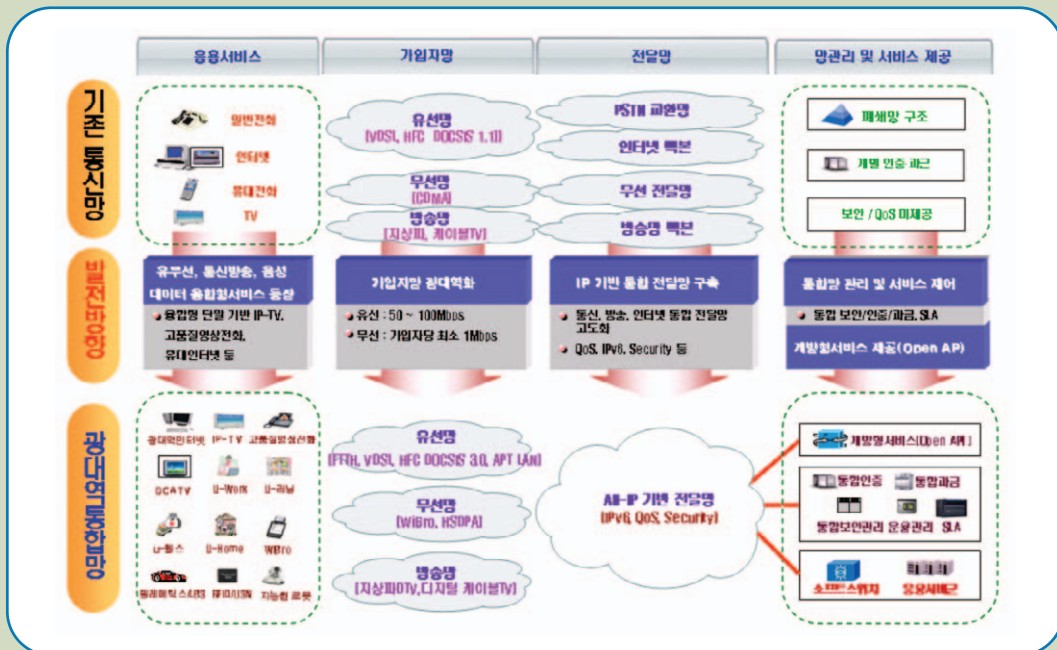 응용서비스
가입자망
전달망
망관리 및 서비스 제공
기존 통신망
일반전화
인터넷
휴대전화
TV
유선망
[VDSL, HFC DOCSIS 1.1]
무선망
[CDMA]
방송망
[지상파, 케이블TV]
PSTN 교환망
인터넷 백본
무선 전달망
방송망 백본
폐쇄망 구조
개별 인증·과금
보안 / QoS 미제공
발전방향
유무선, 통신방송, 음성
데이터 융합형서비스 등장
융합형 단말 기반 IP-TV,
고품질영상전화,
휴대인터넷 등
가입자망 광대역화
유선 : 50 ~ 100Mbps
무선 : 가입자당 최소 1Mbps
IP 기반 통합 전달망 구축
통신, 방송, 인터넷 통합 전달망
고도화
QoS, IPv6, Security 등
통합망 관리 및 서비스 제어
통합 보안/인증/과금, SLA
개방형서비스 제공(Open AP)
광대역통합망
광대역인터넷
IP-TV
고품질영상전화
DCATV
U-Work
U-러닝
U-헬스
U-Home
WiBro
텔레매틱스/LBS
RFID/USN
지능형 로봇
유선망
[FTTH, VDSL, HFC DOCSIS 3.0, APT LAN]
무선망
[WiBro, HSDPA]
방송망
[지상파DTV,디지털 케이블TV]
All-IP 기반 전달망
[IPv6, QoS, Security]
개방형서비스(Open API)
통합인증
통합과금
통합보안관리
운용관리
SLA
소프트스위치
응용서버군